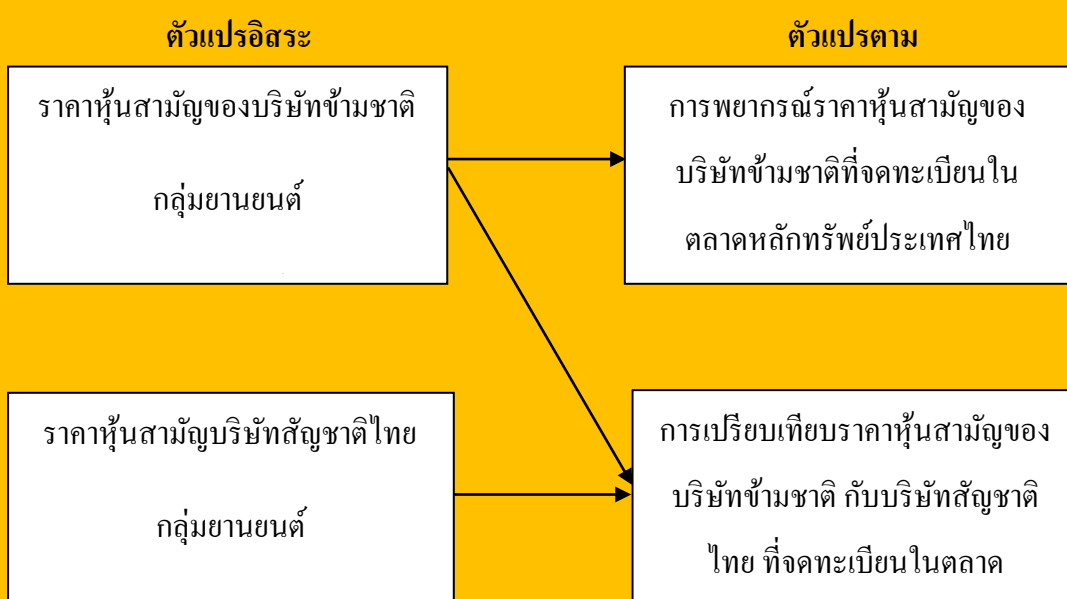 ตัวแปรอิสระ
ตัวแปรตาม
ราคาหุ้นสามัญของบริษัทข้ามชาติ
กลุ่มยานยนต์
การพยากรณ์ราคาหุ้นสามัญของ
บริษัทข้ามชาติที่จดทะเบียนใน
ตลาดหลักทรัพย์ประเทศไทย
ราคาหุ้นสามัญบริษัทสัญชาติไทย
กลุ่มยานยนต์
การเปรียบเทียบราคาหุ้นสามัญของ
บริษัทข้ามชาติ กับบริษัทสัญชาติ
ไทย ที่จดทะเบียนในตลาด